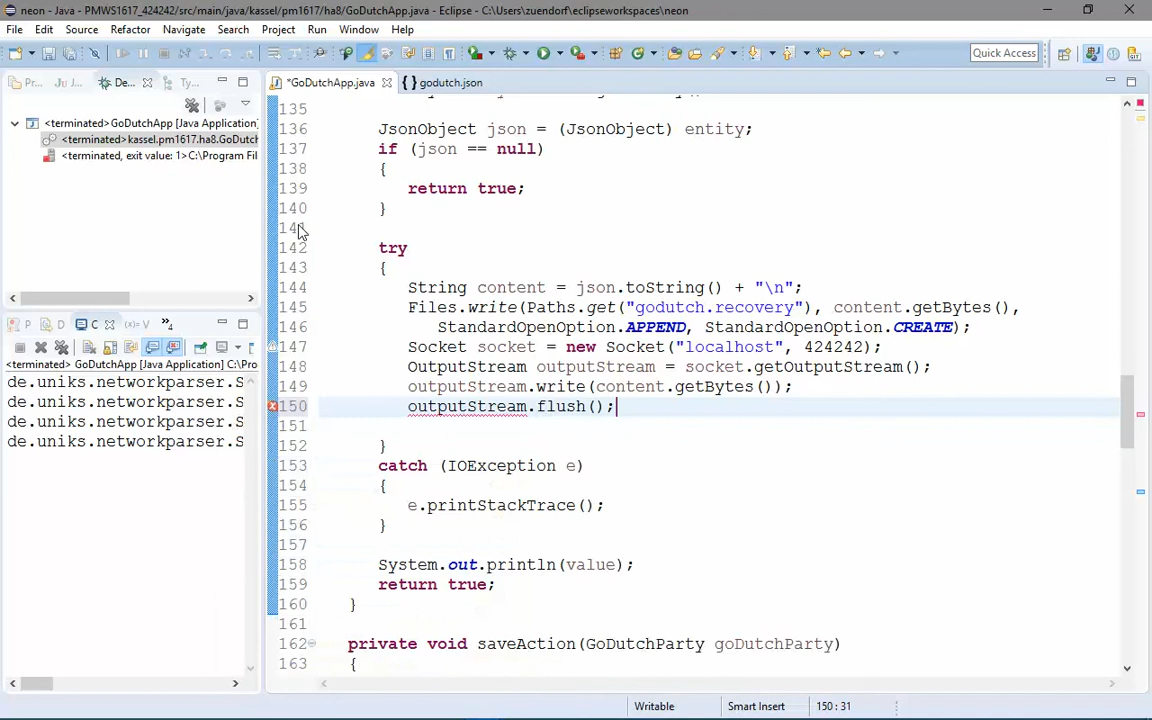 neon - Java - PMWS1617_424242/src/main/java/kassel/pm1617/ha8/GoDutchApp.java - Eclipse - C:\Users\zuendorf\eclipseworkspaces\neon
File Edit Source Refactor Navigate Search Project Run Window Help
Quick Access
Pr... Ju J... De... Ty...
*GoDutchApp.java {} godutch.json
<terminated>GoDutchApp [Java Application]
<terminated>kassel.pm1617.ha8.GoDutch
<terminated, exit value: 1>C:\Program Fil
P D C (x)= V »4
<terminated> GoDutchApp [Java Application] C:\Pro
de.uniks.networkparser.S
de.uniks.networkparser.S
de.uniks.networkparser.S
de.uniks.networkparser.S
135
136 JsonObject json = (JsonObject) entity;
137 if (json == null)
138 {
139 return true;
140 }
141
142 try
143 {
144 String content = json.toString() + "\n";
145 Files.write(Paths.get("godutch.recovery"), content.getBytes(),
146 StandardOpenOption.APPEND, StandardOpenOption.CREATE);
147 Socket socket = new Socket("localhost", 424242);
148 OutputStream outputStream = socket.getOutputStream();
149 outputStream.write(content.getBytes());
150 outputStream.flush();
151
152 }
153 catch (IOException e)
154 {
155 e.printStackTrace();
156 }
157
158 System.out.println(value);
159 return true;
160 }
161
162 private void saveAction(GoDutchParty goDutchParty)
163 {
Writable Smart Insert 150 : 31